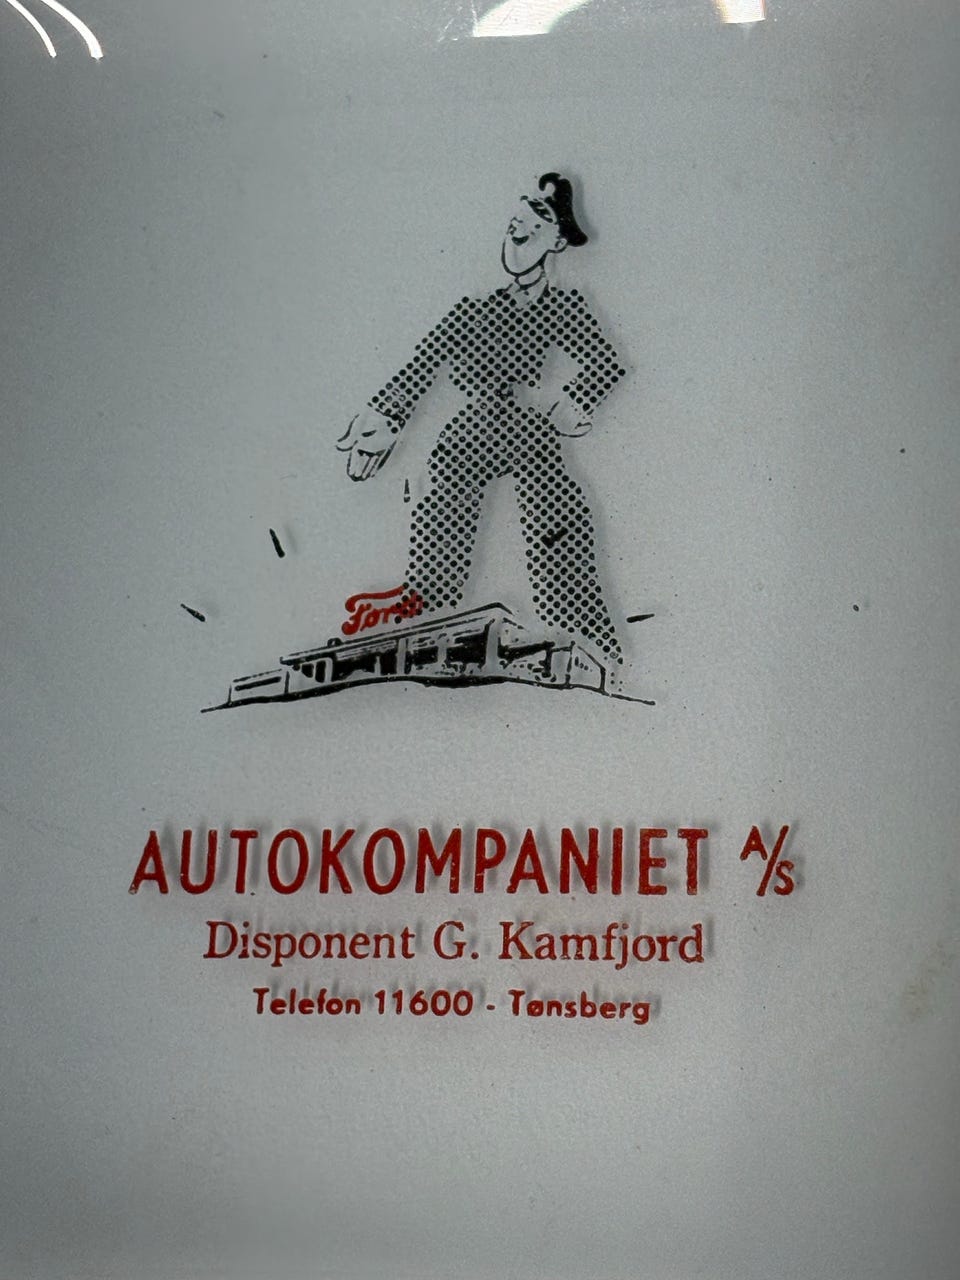 Ford
AUTOKOMPANIET A/S
Disponent G. Kamfjord
Telefon 11600 - Tønsberg